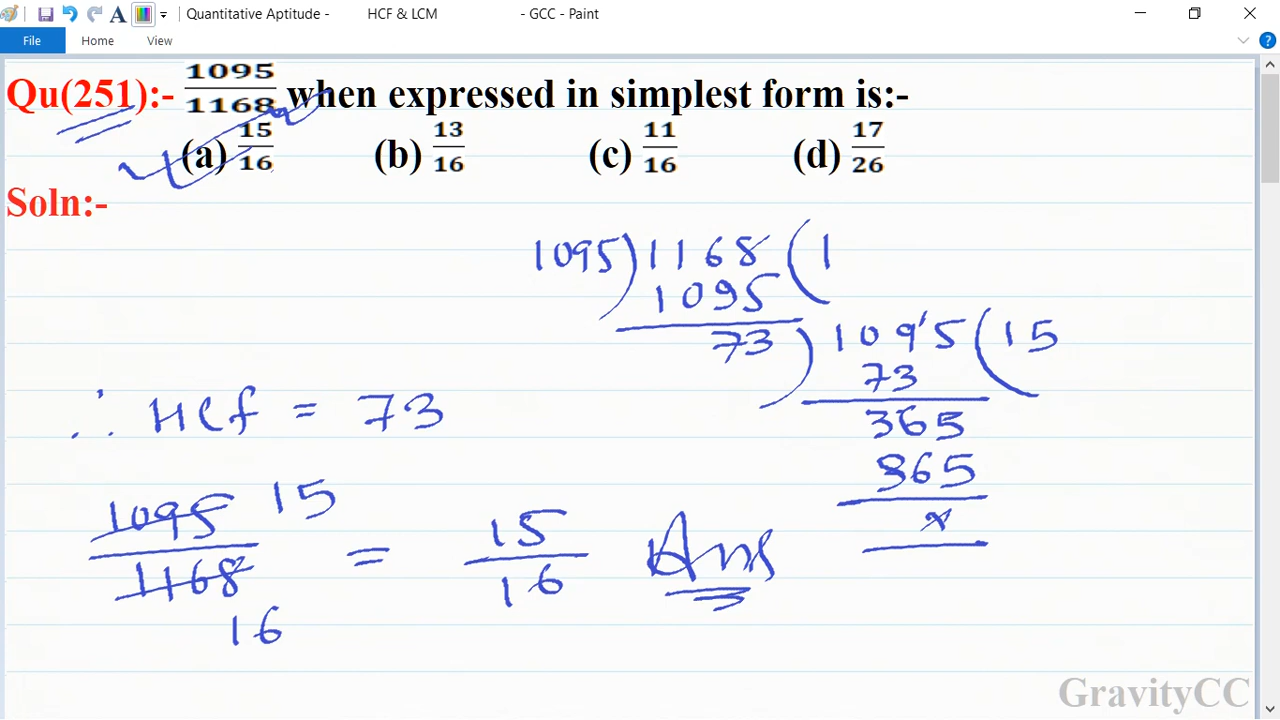 Quantitative Aptitude - HCF & LCM - GCC - Paint
File Home View
Qu(251):- 1095/1168 when expressed in simplest form is:-
(a) 15/16 (b) 13/16 (c) 11/16 (d) 17/26
Soln:-
1095) 1168 (1
1095
73) 1095 (15
73
365
365
x
∴ HCf = 73
1095 15
1168
16
= 15/16 Ans
GravityCC